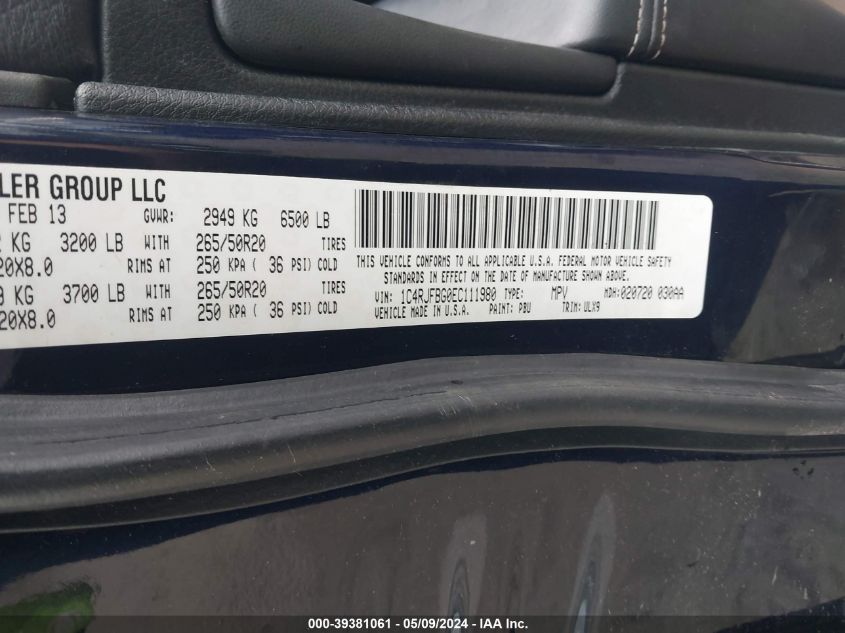 LER GROUP LLC
FEB 13 GVWR: 2949 KG 6500 LB
KG 3200 LB WITH 265/50R20 TIRES
20X8.0 RIMS AT 250 KPA ( 36 PSI) COLD
KG 3700 LB WITH 265/50R20 TIRES
20X8.0 RIMS AT 250 KPA ( 36 PSI) COLD
THIS VEHICLE CONFORMS TO ALL APPLICABLE U.S.A. FEDERAL MOTOR VEHICLE SAFETY
STANDARDS IN EFFECT ON THE DATE OF MANUFACTURE SHOWN ABOVE.
VIN: 1C4RJFBG0EC111980 TYPE: MPV MDH: 020720 030AA
VEHICLE MADE IN U.S.A. PAINT: PBU TRIM: ULX9
000-39381061 - 05/09/2024 - IAA Inc.